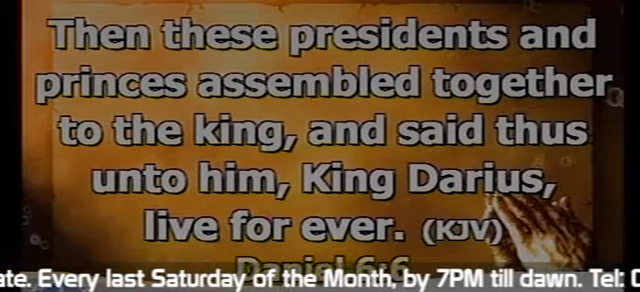 Then these presidents and
princes assembled together
to the king, and said thus
unto him, King Darius,
live for ever. (KJV)
Daniel 6:6
ate. Every last Saturday of the Month, by 7PM till dawn. Tel: